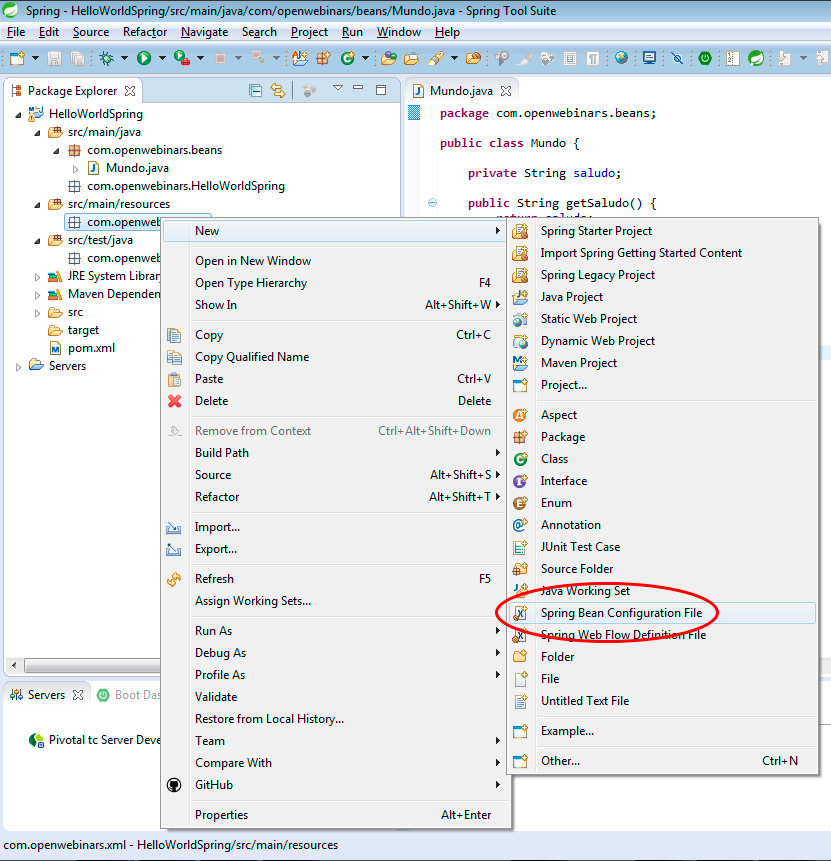 Spring - HelloWorldSpring/src/main/java/com/openwebinars/beans/Mundo.java - Spring Tool Suite
File Edit Source Refactor Navigate Search Project Run Window Help
Package Explorer
HelloWorldSpring
src/main/java
com.openwebinars.beans
Mundo.java
com.openwebinars.HelloWorldSpring
src/main/resources
com.openwebi
src/test/java
com.openweb
JRE System Library
Maven Dependen
src
target
pom.xml
Servers
Mundo.java
package com.openwebinars.beans;
public class Mundo {
private String saludo;
public String getSaludo() {
return saludo;
New
Open in New Window
Open Type Hierarchy F4
Show In Alt+Shift+W
Copy Ctrl+C
Copy Qualified Name
Paste Ctrl+V
Delete Delete
Remove from Context Ctrl+Alt+Shift+Down
Build Path
Source Alt+Shift+S
Refactor Alt+Shift+T
Import...
Export...
Refresh F5
Assign Working Sets...
Run As
Debug As
Profile As
Validate
Restore from Local History...
Team
Compare With
GitHub
Properties Alt+Enter
Spring Starter Project
Import Spring Getting Started Content
Spring Legacy Project
Java Project
Static Web Project
Dynamic Web Project
Maven Project
Project...
Aspect
Package
Class
Interface
Enum
Annotation
JUnit Test Case
Source Folder
Java Working Set
Spring Bean Configuration File
Spring Web Flow Definition File
Folder
File
Untitled Text File
Example...
Other... Ctrl+N
Servers Boot Das
Pivotal tc Server Deve
com.openwebinars.xml - HelloWorldSpring/src/main/resources